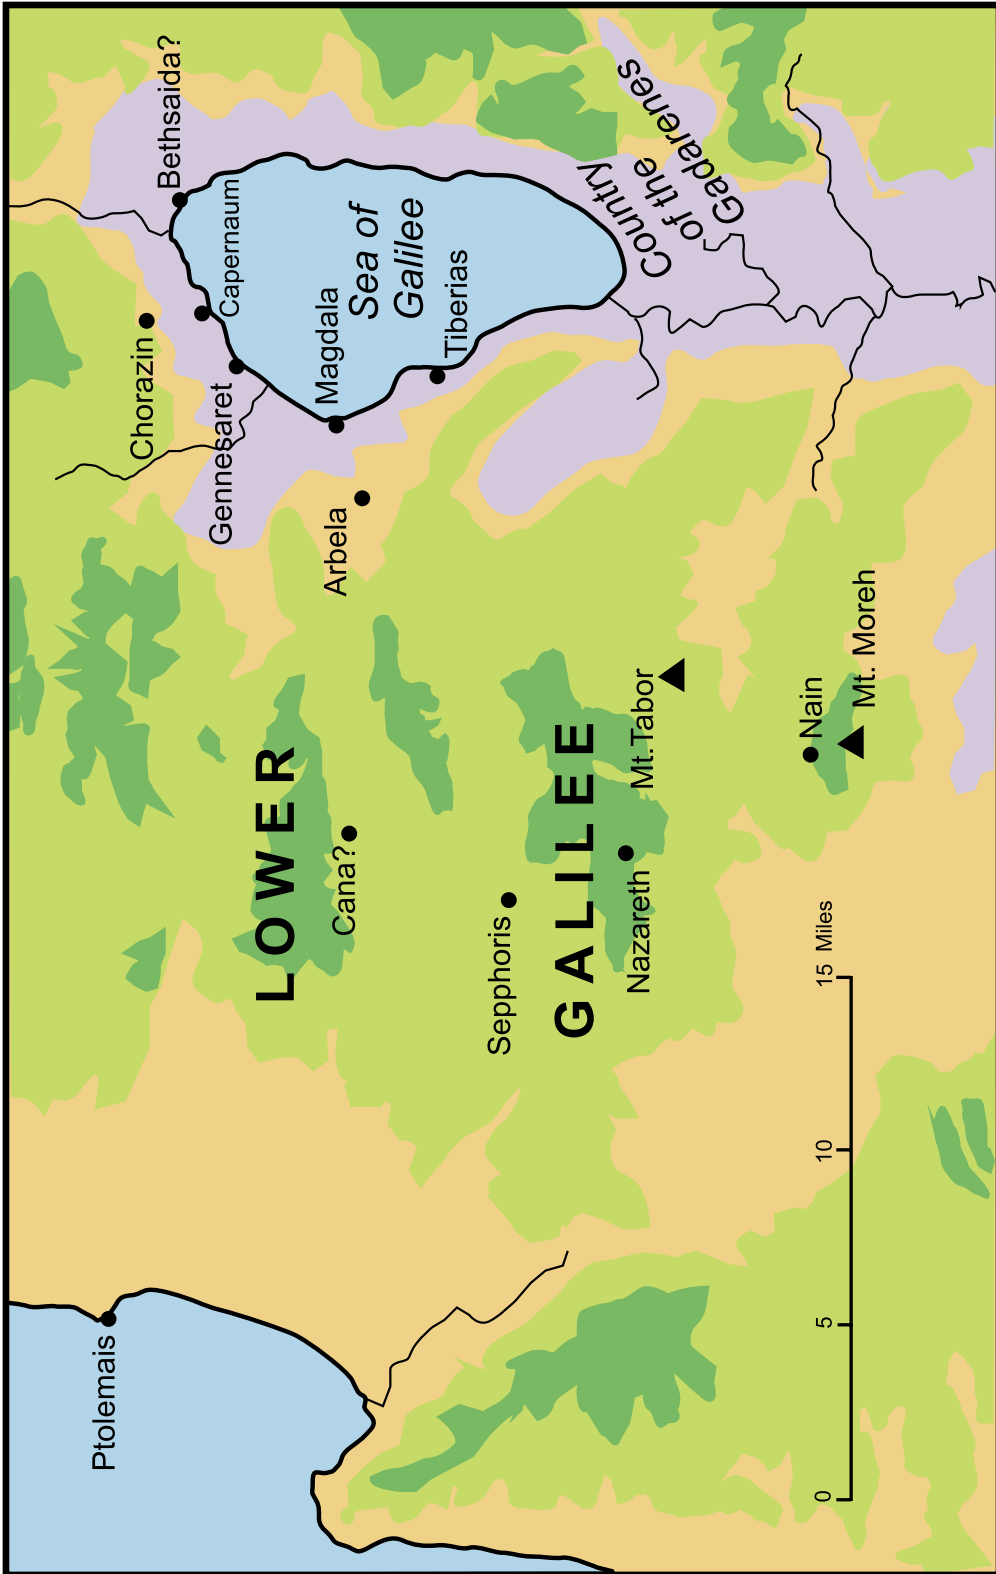 Bethsaida?
Capernaum
Chorazin
Gennesaret
Magdala
Sea of
Galilee
Tiberias
Country
of the
Gadarenes
Arbela
Ptolemais
LOWER
Cana?
Sepphoris
GALILEE
Nazareth
Mt.Tabor
Nain
Mt. Moreh
0 5 10 15 Miles